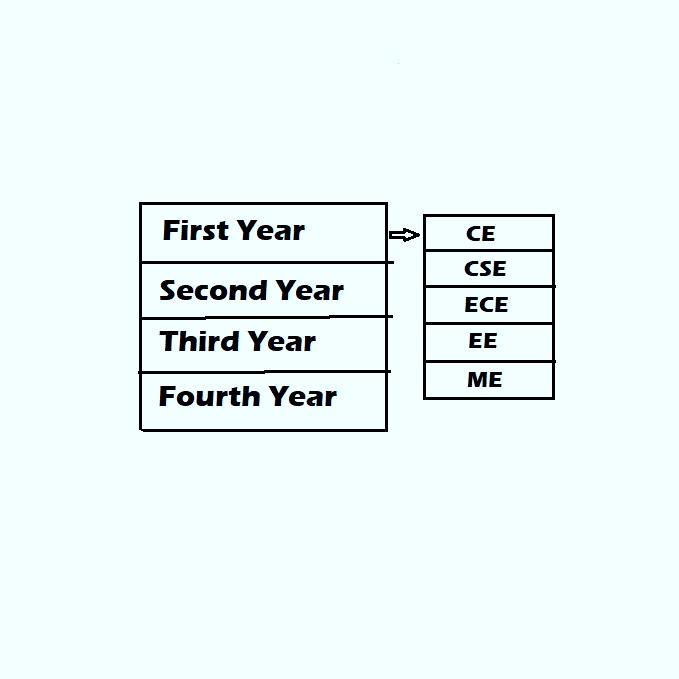 First Year
Second Year
Third Year
Fourth Year
CE
CSE
ECE
EE
ME